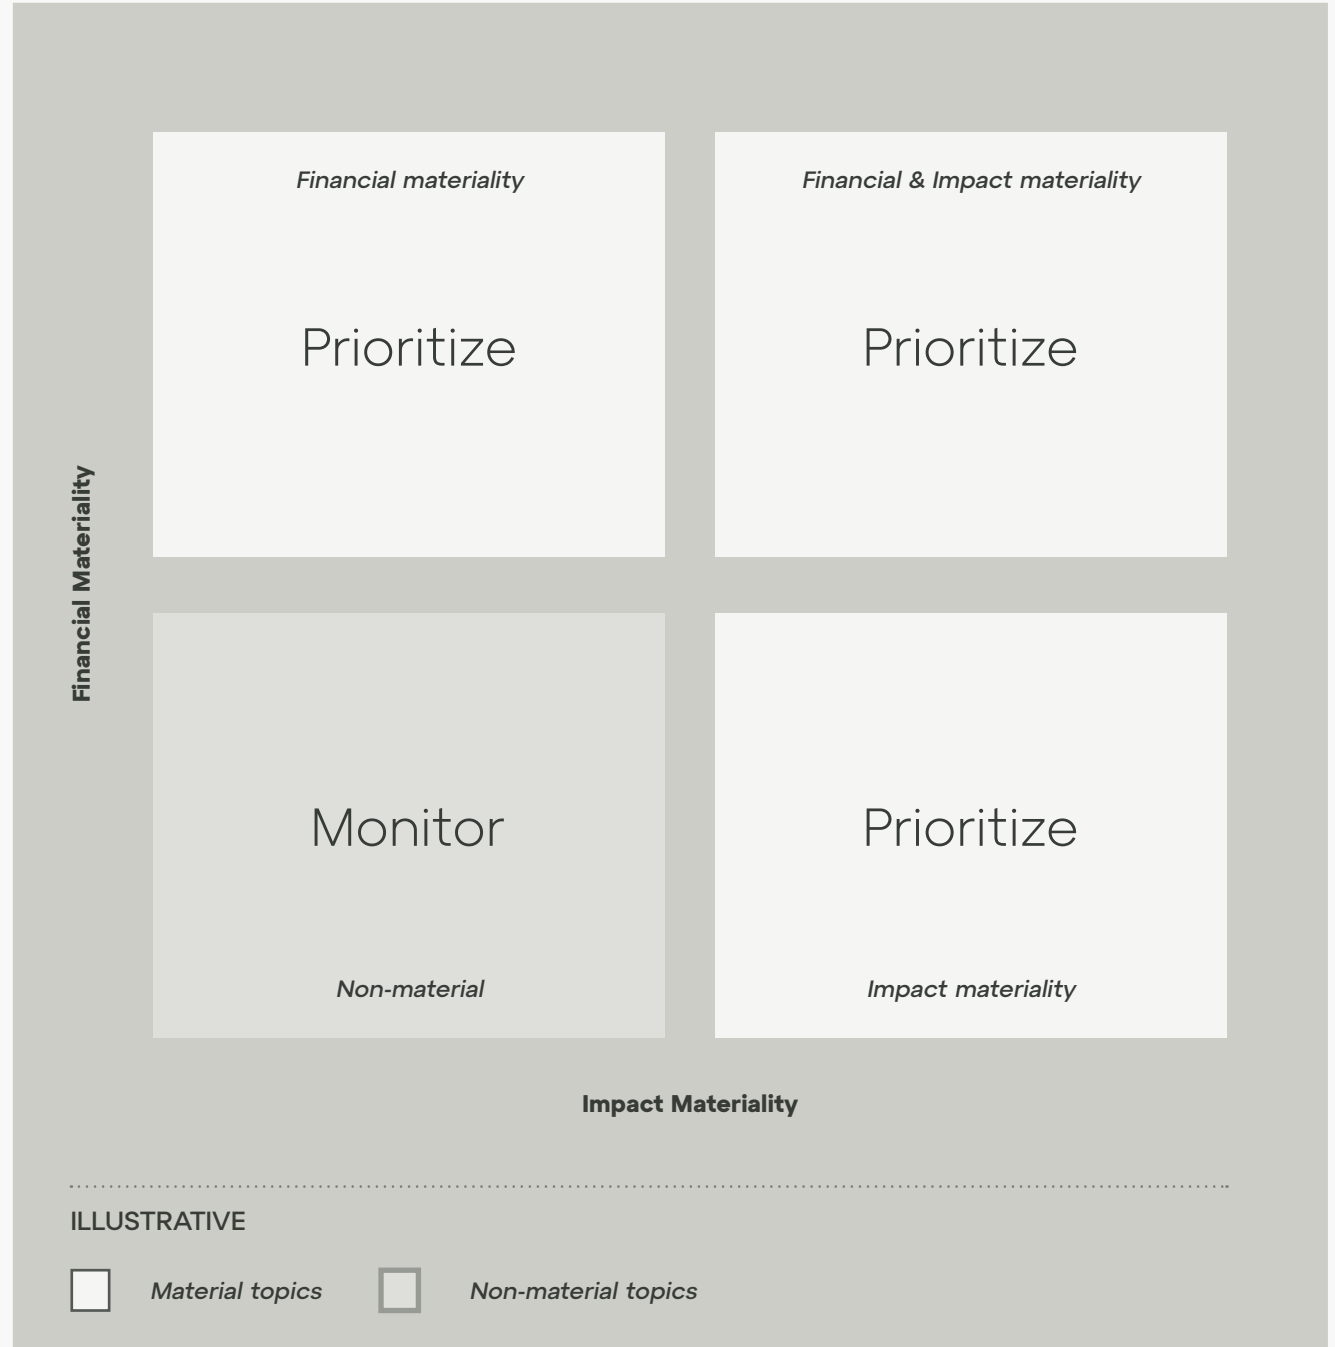 Financial materiality
Financial & Impact materiality
Prioritize
Prioritize
Financial Materiality
Monitor
Prioritize
Non-material
Impact materiality
Impact Materiality
ILLUSTRATIVE
Material topics
Non-material topics